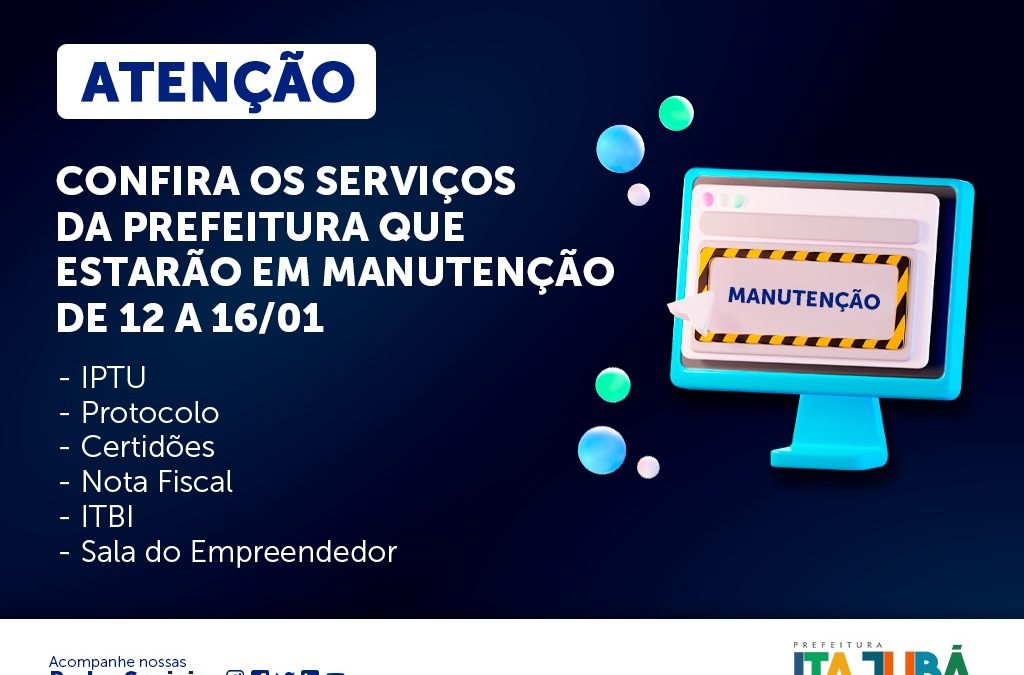 ATENÇÃO
CONFIRA OS SERVIÇOS
DA PREFEITURA QUE
ESTARÃO EM MANUTENÇÃO
DE 12 A 16/01
- IPTU
- Protocolo
- Certidões
- Nota Fiscal
- ITBI
- Sala do Empreendedor
MANUTENÇÃO
Acompanhe nossas
PREFEITURA
ITAJUBÁ